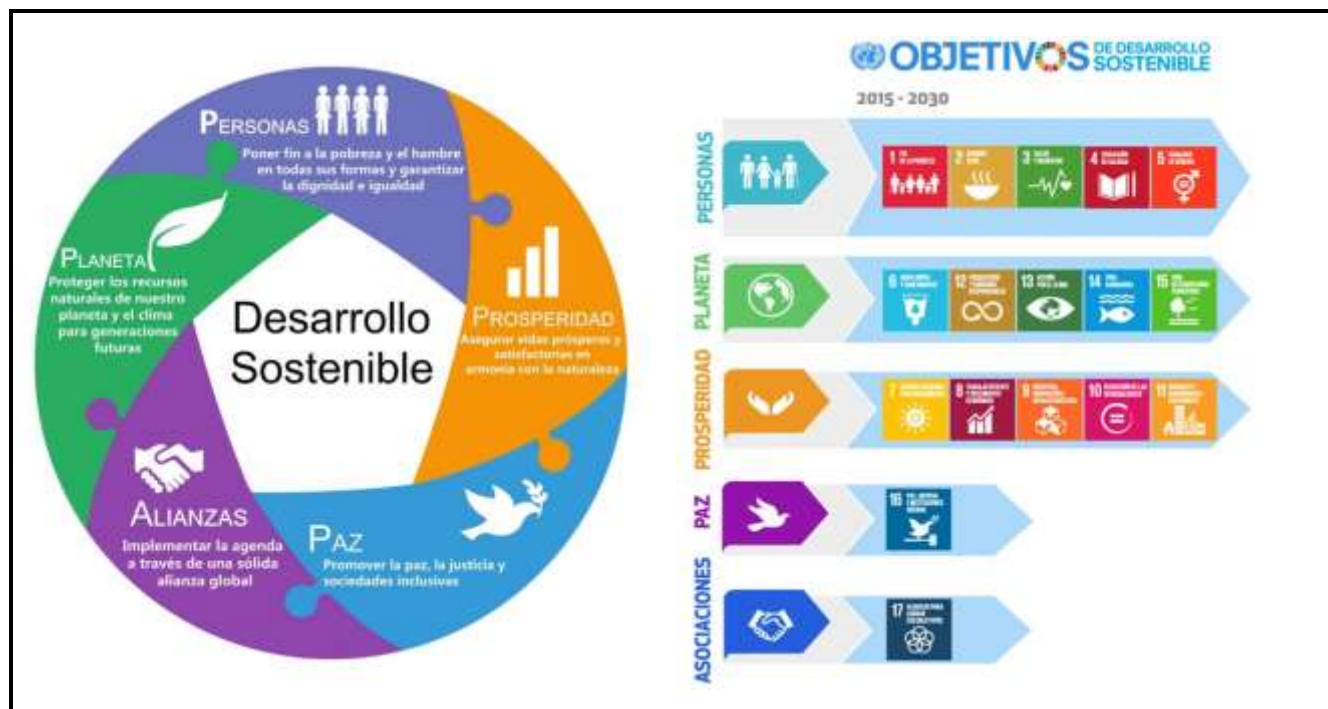 PERSONAS
Poner fin a la pobreza y el hambre
en todas sus formas y garantizar
la dignidad e igualdad
PLANETA
Proteger los recursos
naturales de nuestro
planeta y el clima
para generaciones
futuras
Desarrollo
Sostenible
PROSPERIDAD
Asegurar vidas prósperas y
satisfactorias en
armonía con la naturaleza
ALIANZAS
Implementar la agenda
a través de una sólida
alianza global
PAZ
Promover la paz, la justicia y
sociedades inclusivas
OBJETIVOS
DE DESARROLLO
SOSTENIBLE
2015 - 2030
PERSONAS
1
2
3
4
5
PLANETA
6
12
13
14
15
PROSPERIDAD
7
8
9
10
11
PAZ
16
ASOCIACIONES
17